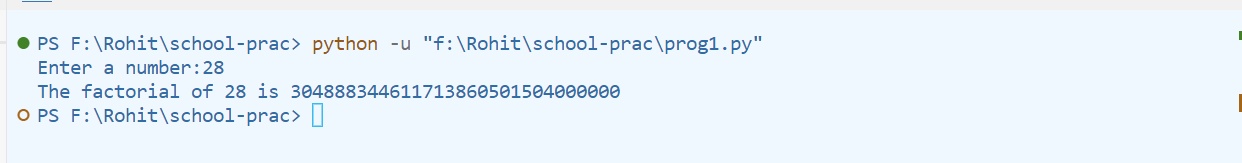 PS F:\Rohit\school-prac> python -u "f:\Rohit\school-prac\prog1.py"
Enter a number:28
The factorial of 28 is 304888344611713860501504000000
PS F:\Rohit\school-prac>